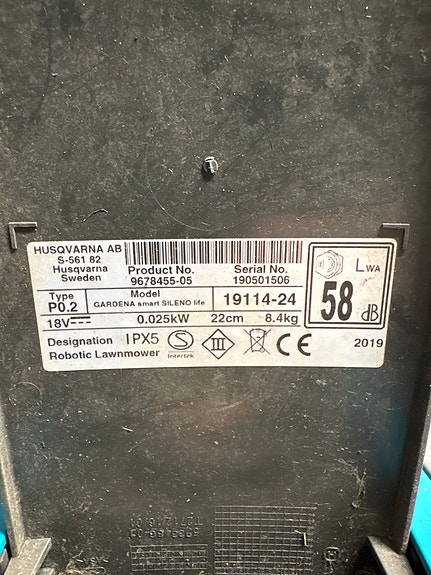 HUSQVARNA AB
S-561 82
Husqvarna
Sweden
Product No.
9678455-05
Serial No.
190501506
Type
P0.2
Model
GARDENA smart SILENO life
19114-24
18V
0.025kW
22cm
8.4kg
Designation
Robotic Lawnmower
IPX5
S
Intertek
III
CE
LWA
58
dB
2019